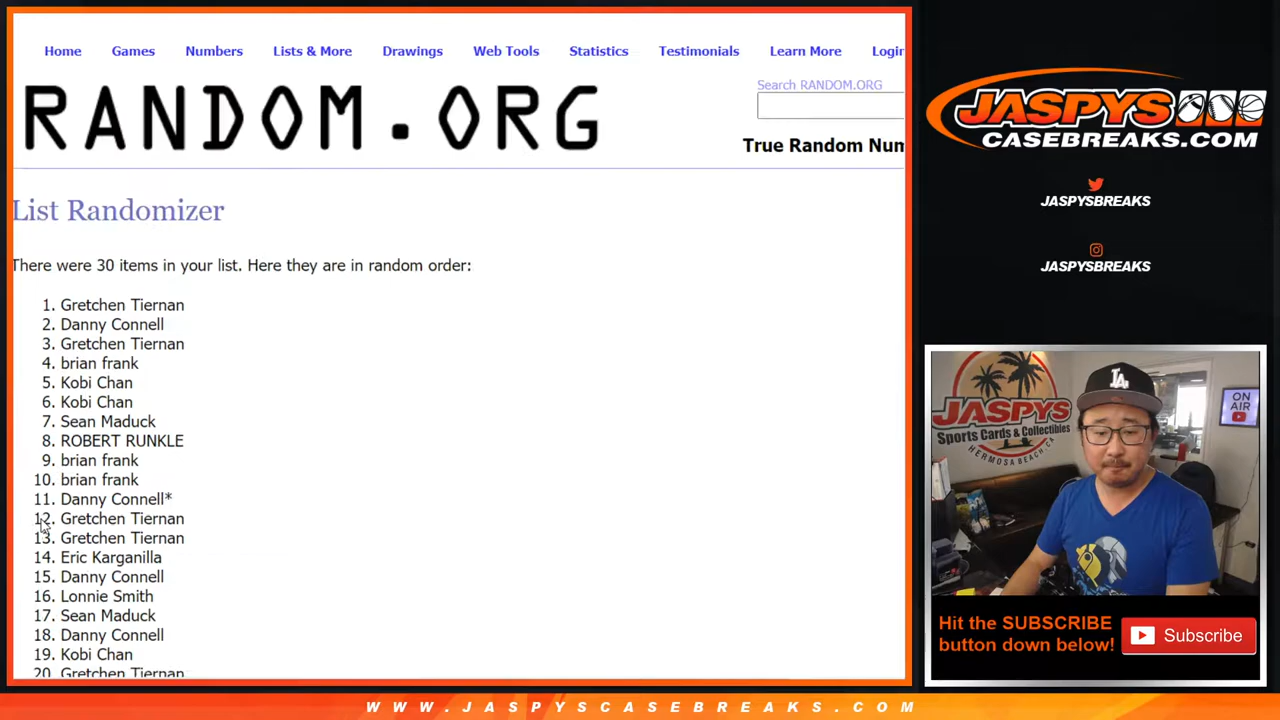 Home Games Numbers Lists & More Drawings Web Tools Statistics Testimonials Learn More Login
Search RANDOM.ORG
RANDOM.ORG
True Random Num
List Randomizer
There were 30 items in your list. Here they are in random order:
1. Gretchen Tiernan
2. Danny Connell
3. Gretchen Tiernan
4. brian frank
5. Kobi Chan
6. Kobi Chan
7. Sean Maduck
8. ROBERT RUNKLE
9. brian frank
10. brian frank
11. Danny Connell*
12. Gretchen Tiernan
13. Gretchen Tiernan
14. Eric Karganilla
15. Danny Connell
16. Lonnie Smith
17. Sean Maduck
18. Danny Connell
19. Kobi Chan
20. Gretchen Tiernan
JASPYS
CASEBREAKS.COM
JASPYSBREAKS
JASPYSBREAKS
JASPYS
Sports Cards & Collectibles
HERMOSA BEACH, CA
LA
ON
AIR
Hit the SUBSCRIBE
button down below!
Subscribe
WWW.JASPYSCASEBREAKS.COM